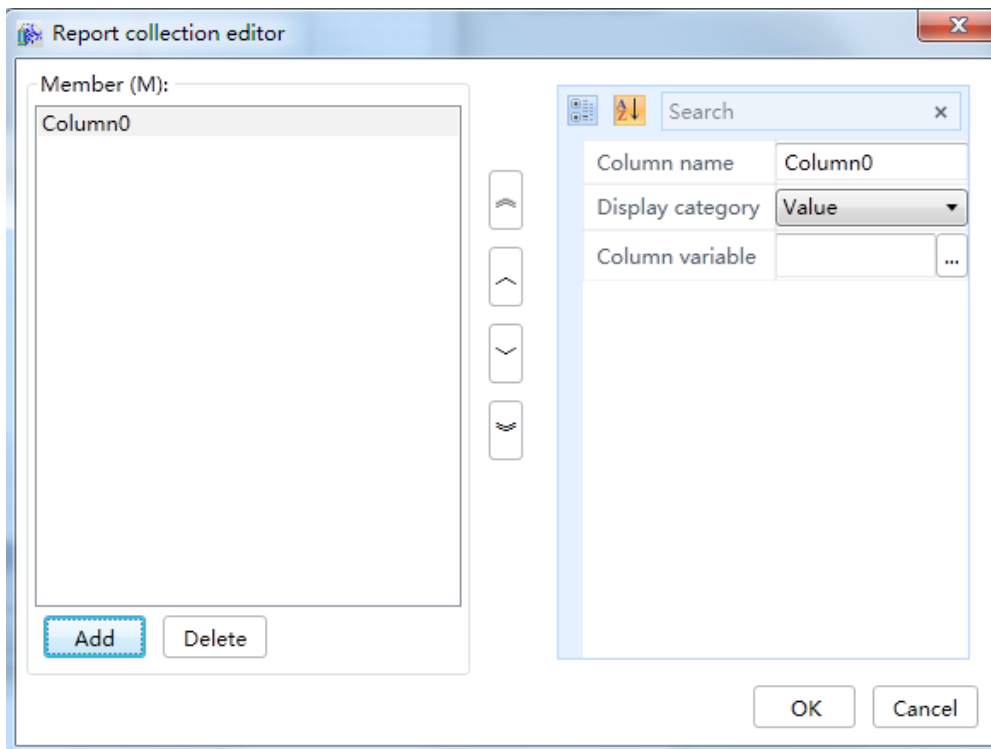 Report collection editor
Member (M):
Column0
Add
Delete
Search
Column name
Column0
Display category
Value
Column variable
...
OK
Cancel